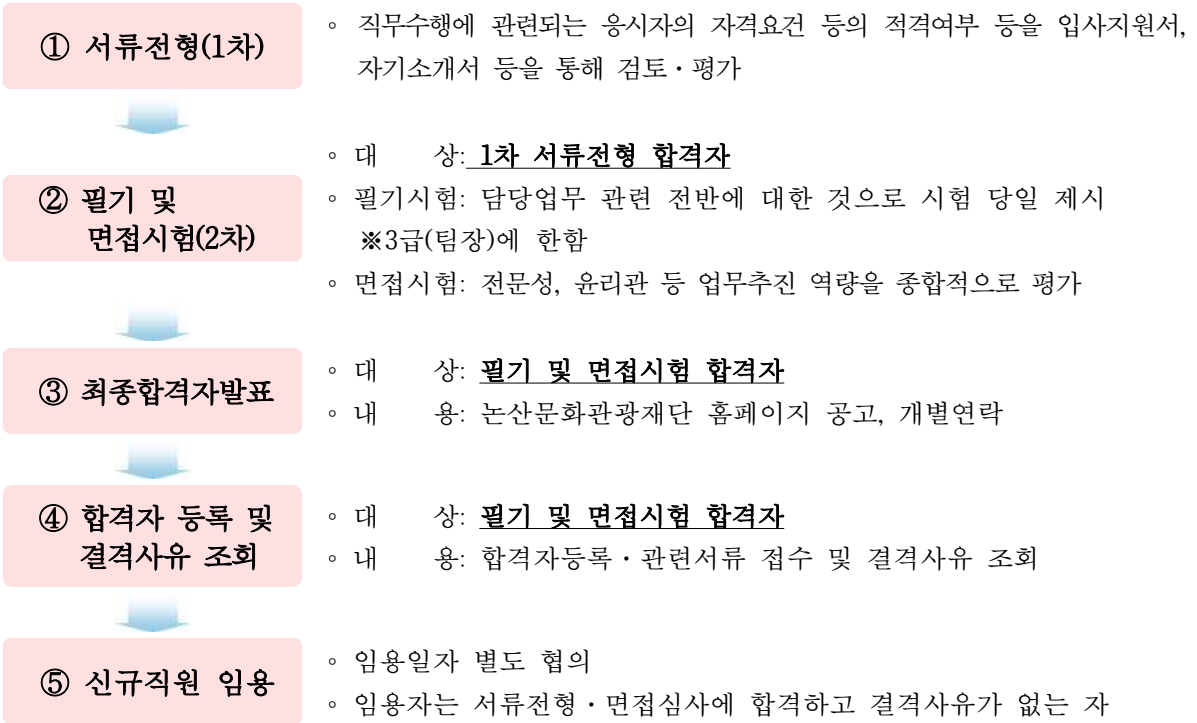 ① 서류전형(1차)
◦ 직무수행에 관련되는 응시자의 자격요건 등의 적격여부 등을 입사지원서,
자기소개서 등을 통해 검토・평가
② 필기 및
면접시험(2차)
◦ 대 상: 1차 서류전형 합격자
◦ 필기시험: 담당업무 관련 전반에 대한 것으로 시험 당일 제시
※3급(팀장)에 한함
◦ 면접시험: 전문성, 윤리관 등 업무추진 역량을 종합적으로 평가
③ 최종합격자발표
◦ 대 상: 필기 및 면접시험 합격자
◦ 내 용: 논산문화관광재단 홈페이지 공고, 개별연락
④ 합격자 등록 및
결격사유 조회
◦ 대 상: 필기 및 면접시험 합격자
◦ 내 용: 합격자등록・관련서류 접수 및 결격사유 조회
⑤ 신규직원 임용
◦ 임용일자 별도 협의
◦ 임용자는 서류전형・면접심사에 합격하고 결격사유가 없는 자